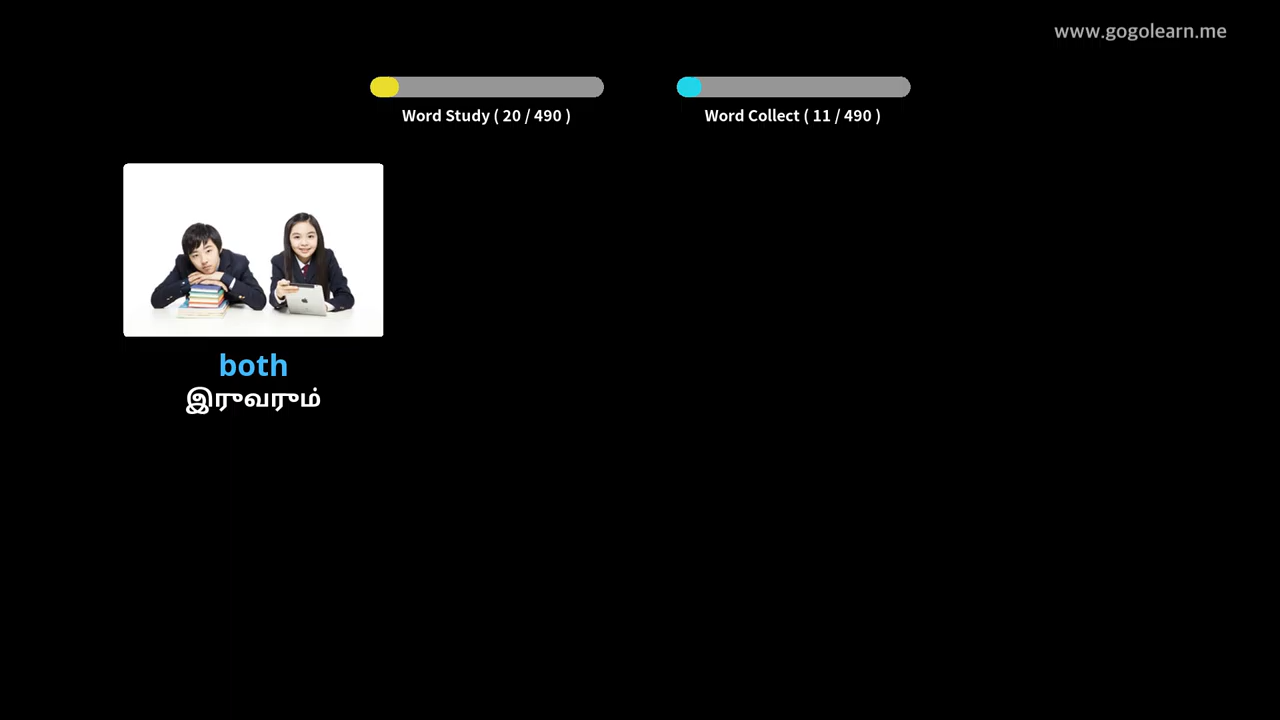 www.gogolearn.me
Word Study ( 20 / 490 )
Word Collect ( 11 / 490 )
both
இருவரும்